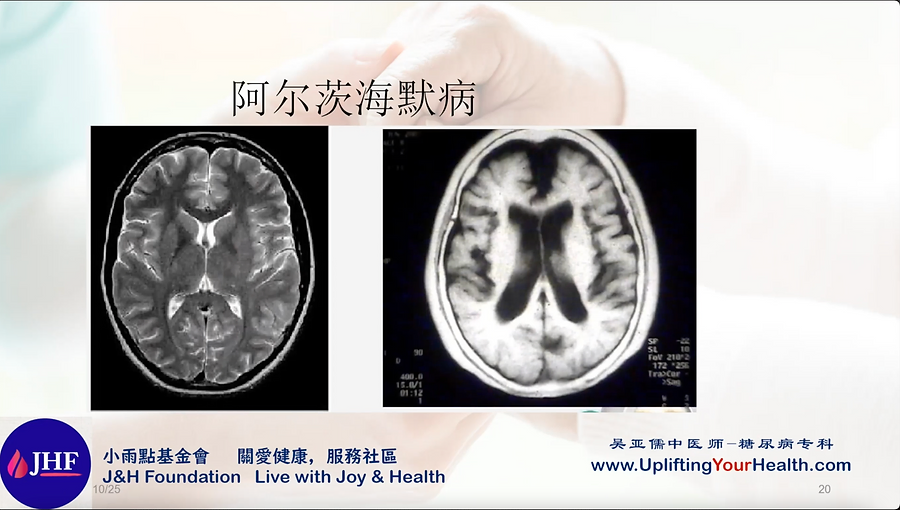 阿尔茨海默病
90
D
400.0
15.0/1
01:12
1
SP -22
SL 10
FoV 210*2
172 *256
Tra>Cor
>Sag
W
JHF
小雨點基金會 關愛健康，服務社區
J&H Foundation Live with Joy & Health
10/25
吴亚儒中医师-糖尿病专科
www.UpliftingYourHealth.com
20